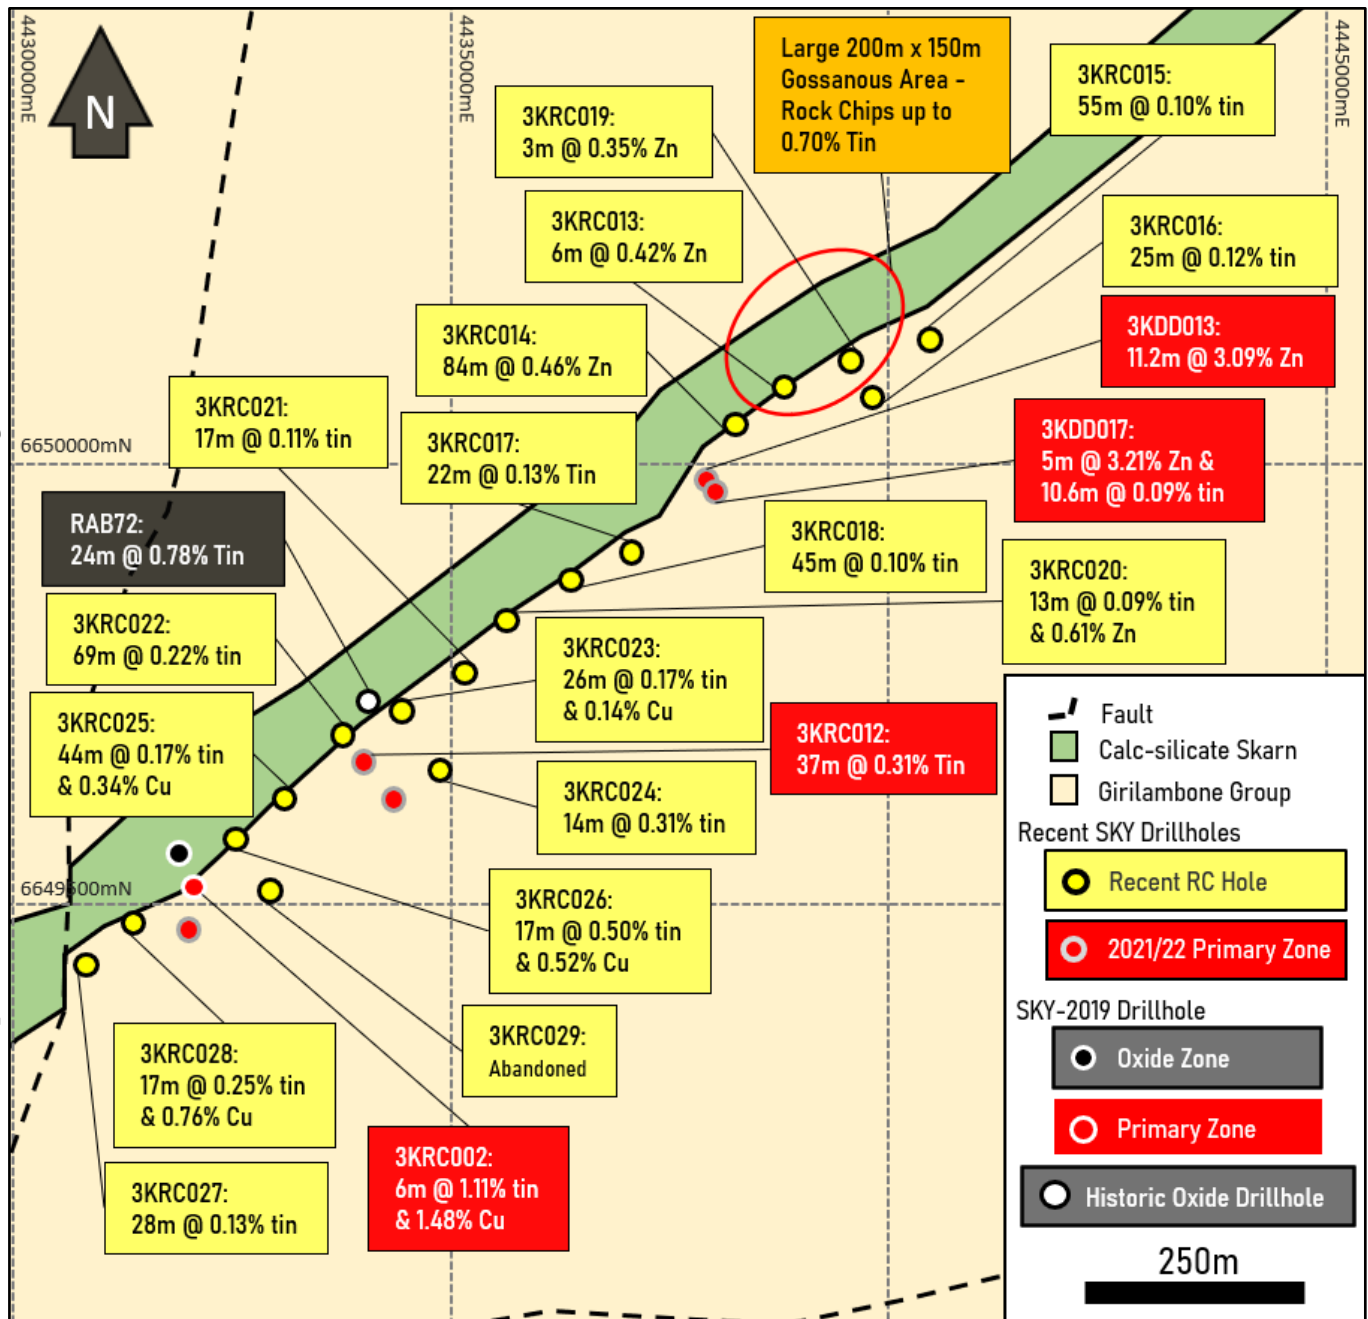 4430000mE
4435000mE
4445000mE
N
Large 200m x 150m
Gossanous Area -
Rock Chips up to
0.70% Tin
3KRC015:
55m @ 0.10% tin
3KRC019:
3m @ 0.35% Zn
3KRC013:
6m @ 0.42% Zn
3KRC016:
25m @ 0.12% tin
3KRC014:
84m @ 0.46% Zn
3KDD013:
11.2m @ 3.09% Zn
3KRC021:
17m @ 0.11% tin
3KRC017:
22m @ 0.13% Tin
3KDD017:
5m @ 3.21% Zn &
10.6m @ 0.09% tin
6650000mN
RAB72:
24m @ 0.78% Tin
3KRC018:
45m @ 0.10% tin
3KRC020:
13m @ 0.09% tin
& 0.61% Zn
3KRC022:
69m @ 0.22% tin
3KRC023:
26m @ 0.17% tin
& 0.14% Cu
3KRC025:
44m @ 0.17% tin
& 0.34% Cu
3KRC012:
37m @ 0.31% Tin
3KRC024:
14m @ 0.31% tin
6649500mN
3KRC026:
17m @ 0.50% tin
& 0.52% Cu
3KRC029:
Abandoned
3KRC028:
17m @ 0.25% tin
& 0.76% Cu
3KRC002:
6m @ 1.11% tin
& 1.48% Cu
3KRC027:
28m @ 0.13% tin
Fault
Calc-silicate Skarn
Girilambone Group
Recent SKY Drillholes
Recent RC Hole
2021/22 Primary Zone
SKY-2019 Drillhole
Oxide Zone
Primary Zone
Historic Oxide Drillhole
250m